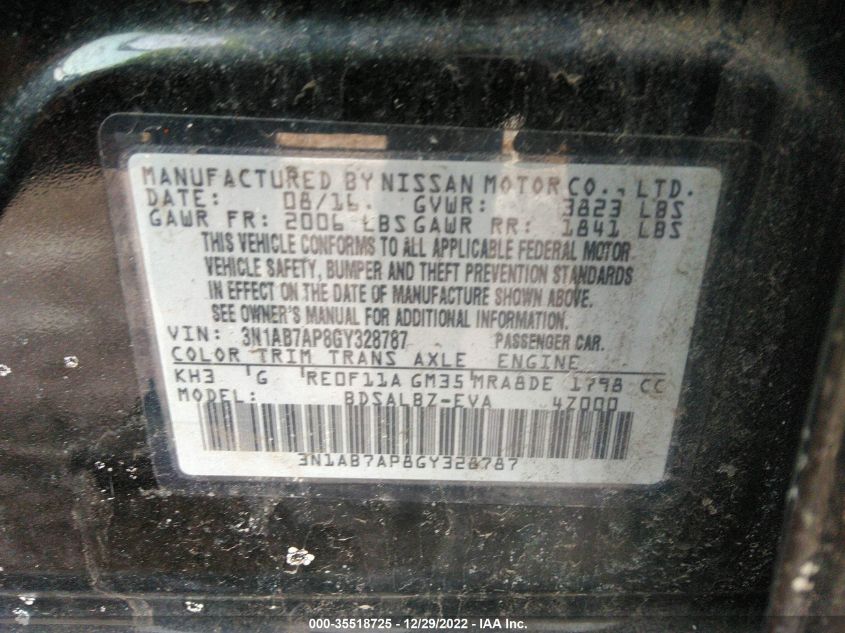 MANUFACTURED BY NISSAN MOTOR CO., LTD.
DATE: 08/16. GVWR: 3823 LBS
GAWR FR: 2006 LBS GAWR RR: 1841 LBS
THIS VEHICLE CONFORMS TO ALL APPLICABLE FEDERAL MOTOR
VEHICLE SAFETY, BUMPER AND THEFT PREVENTION STANDARDS
IN EFFECT ON THE DATE OF MANUFACTURE SHOWN ABOVE.
SEE OWNER'S MANUAL FOR ADDITIONAL INFORMATION.
VIN: 3N1AB7AP8GY328787 PASSENGER CAR.
COLOR TRIM TRANS AXLE ENGINE
KH3 G RE0F11A GM35 MRA8DE 1798 CC
MODEL: BDSALBZ-EVA 4Z000
3N1AB7AP8GY328787
000-35518725 - 12/29/2022 - IAA Inc.